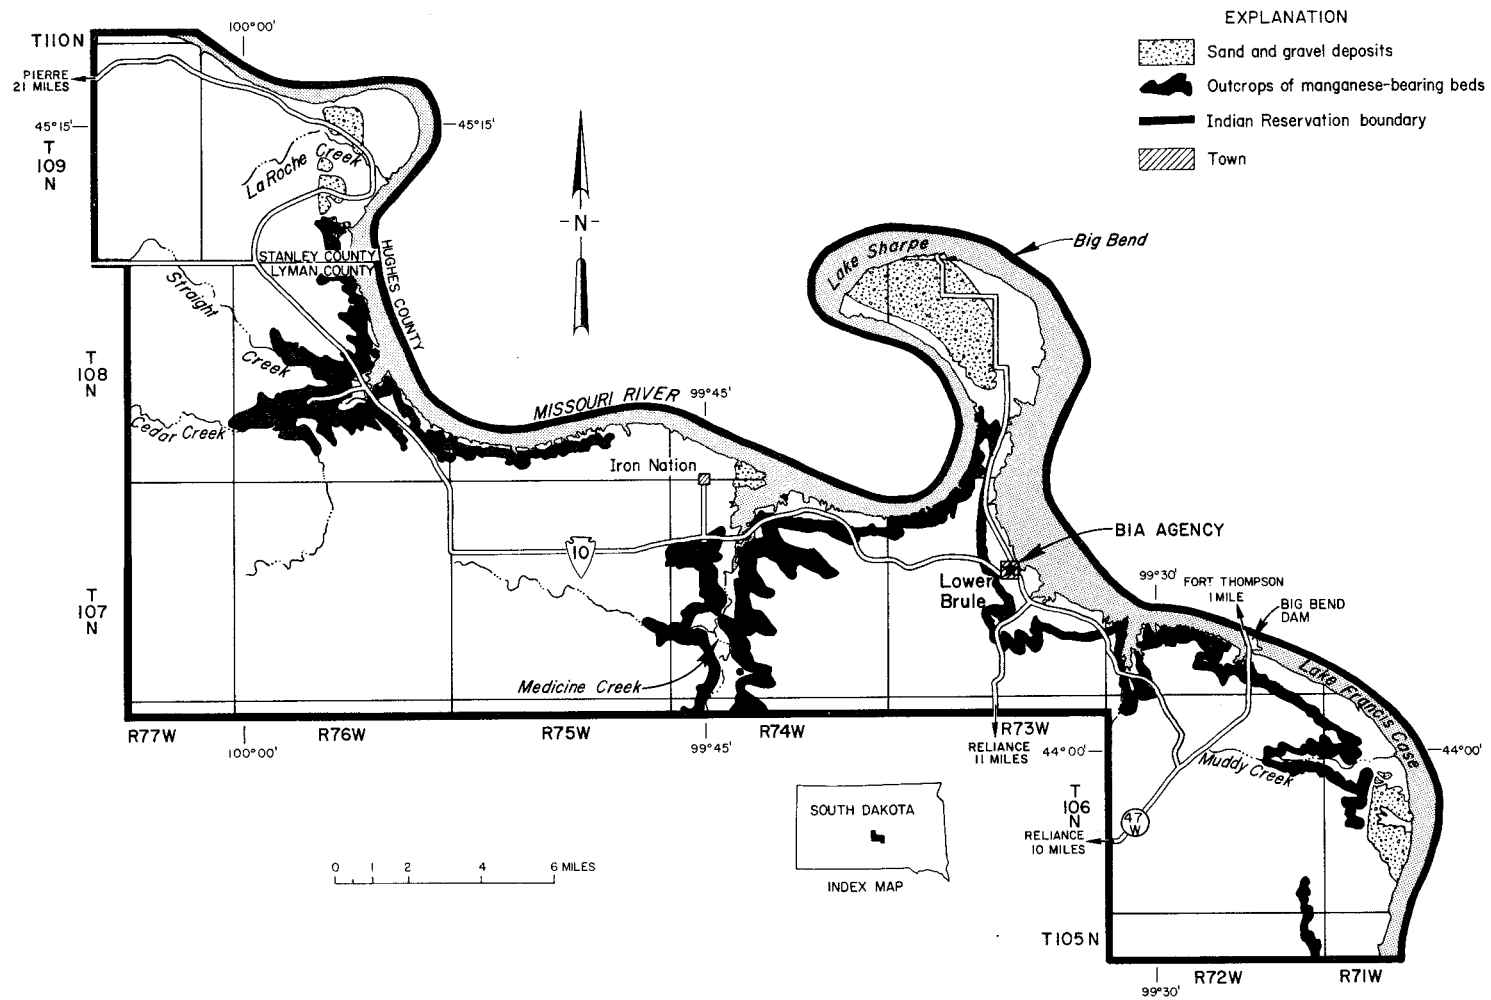 EXPLANATION
Sand and gravel deposits
Outcrops of manganese-bearing beds
Indian Reservation boundary
Town
100°00'
T110N
PIERRE
21 MILES
45°15'
45°15'
T
109
N
LaRoche Creek
N
STANLEY COUNTY
LYMAN COUNTY
HUGHES COUNTY
Straight
Creek
Lake Sharpe
Big Bend
T
108
N
Cedar Creek
MISSOURI RIVER
99°45'
Iron Nation
10
BIA AGENCY
Lower
Brule
99°30'
FORT THOMPSON
1 MILE
BIG BEND
DAM
T
107
N
Medicine Creek
Lake Francis Case
R77W
R76W
R75W
R74W
R73W
100°00'
99°45'
RELIANCE
11 MILES
44°00'
44°00'
Muddy Creek
T
106
N
47
W
RELIANCE
10 MILES
SOUTH DAKOTA
INDEX MAP
0 1 2 4 6 MILES
T105N
R72W
R71W
99°30'